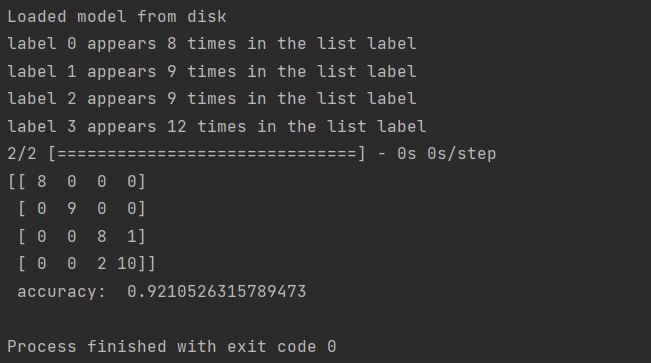 Loaded model from disk
label 0 appears 8 times in the list label
label 1 appears 9 times in the list label
label 2 appears 9 times in the list label
label 3 appears 12 times in the list label
2/2 [==============================] - 0s 0s/step
[[ 8  0  0  0]
 [ 0  9  0  0]
 [ 0  0  8  1]
 [ 0  0  2 10]]
 accuracy:  0.9210526315789473
Process finished with exit code 0